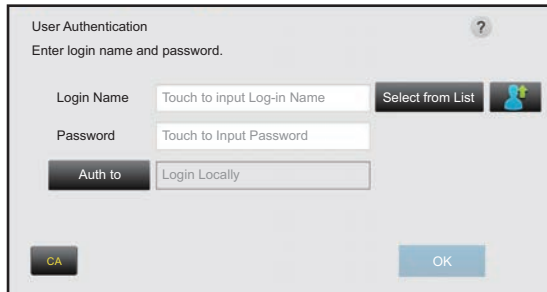 User Authentication
?
Enter login name and password.
Login Name Touch to input Log-in Name Select from List
Password Touch to Input Password
Auth to Login Locally
CA OK